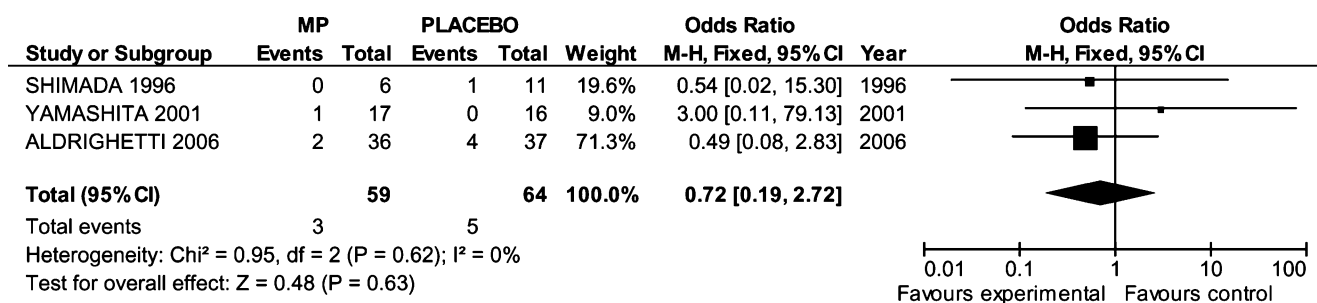 MP PLACEBO Odds Ratio Odds Ratio
Study or Subgroup Events Total Events Total Weight M-H, Fixed, 95% CI Year M-H, Fixed, 95% CI
SHIMADA 1996 0 6 1 11 19.6% 0.54 [0.02, 15.30] 1996
YAMASHITA 2001 1 17 0 16 9.0% 3.00 [0.11, 79.13] 2001
ALDRIGHETTI 2006 2 36 4 37 71.3% 0.49 [0.08, 2.83] 2006
Total (95% CI) 59 64 100.0% 0.72 [0.19, 2.72]
Total events 3 5
Heterogeneity: Chi² = 0.95, df = 2 (P = 0.62); I² = 0%
Test for overall effect: Z = 0.48 (P = 0.63)
0.01 0.1 1 10 100
Favours experimental Favours control